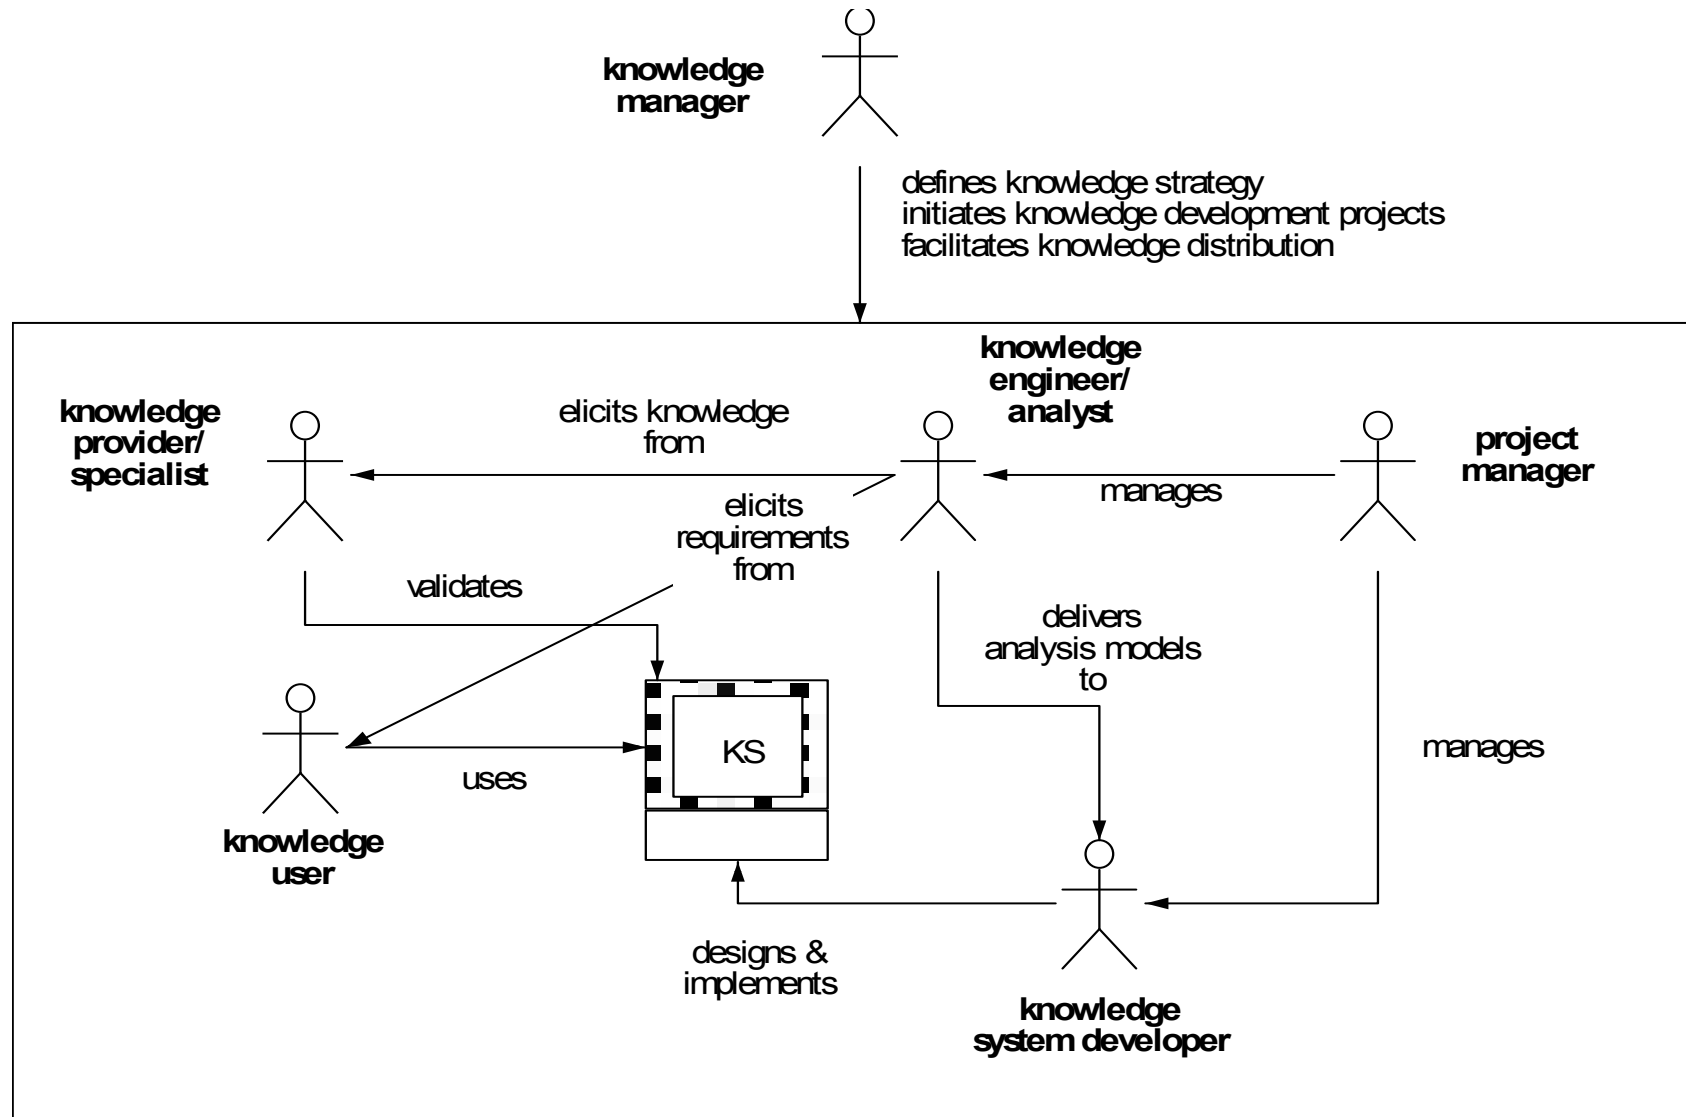 knowledge
manager
defines knowledge strategy
initiates knowledge development projects
facilitates knowledge distribution
knowledge
engineer/
analyst
knowledge
provider/
specialist
elicits knowledge
from
project
manager
manages
elicits
requirements
from
validates
delivers
analysis models
to
KS
manages
uses
knowledge
user
designs &
implements
knowledge
system developer